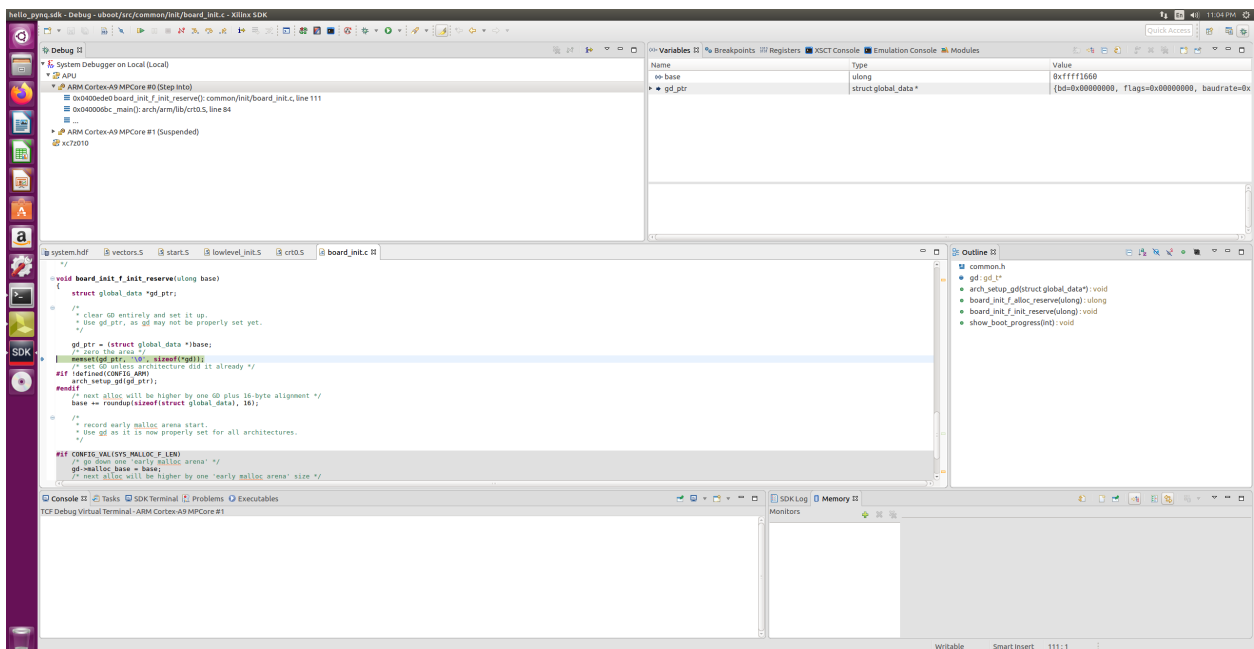 hello_pynq.sdk - Debug - uboot/src/common/init/board_init.c - Xilinx SDK
En
11:04 PM
Quick Access
Debug
System Debugger on Local (Local)
APU
ARM Cortex-A9 MPCore #0 (Step Into)
0x0400ede0 board_init_f_init_reserve(): common/init/board_init.c, line 111
0x040006bc _main(): arch/arm/lib/crt0.S, line 84
...
ARM Cortex-A9 MPCore #1 (Suspended)
xc7z010
Variables Breakpoints Registers XSCT Console Emulation Console Modules
Name Type Value
base ulong 0xffff1660
gd_ptr struct global_data * {bd=0x00000000, flags=0x00000000, baudrate=0x
system.hdf vectors.S start.S lowlevel_init.S crt0.S board_init.c
*/
void board_init_f_init_reserve(ulong base)
{
struct global_data *gd_ptr;
/*
* clear GD entirely and set it up.
* Use gd_ptr, as gd may not be properly set yet.
*/
gd_ptr = (struct global_data *)base;
/* zero the area */
memset(gd_ptr, '\0', sizeof(*gd));
/* set GD unless architecture did it already */
#if !defined(CONFIG_ARM)
arch_setup_gd(gd_ptr);
#endif
/* next alloc will be higher by one GD plus 16-byte alignment */
base += roundup(sizeof(struct global_data), 16);
/*
* record early malloc arena start.
* Use gd as it is now properly set for all architectures.
*/
#if CONFIG_VAL(SYS_MALLOC_F_LEN)
/* go down one 'early malloc arena' */
gd->malloc_base = base;
/* next alloc will be higher by one 'early malloc arena' size */
Outline
common.h
gd : gd_t*
arch_setup_gd(struct global_data*) : void
board_init_f_alloc_reserve(ulong) : ulong
board_init_f_init_reserve(ulong) : void
show_boot_progress(int) : void
Console Tasks SDK Terminal Problems Executables
TCF Debug Virtual Terminal - ARM Cortex-A9 MPCore #1
SDK Log Memory
Monitors
SDK
Writable Smart Insert 111 : 1